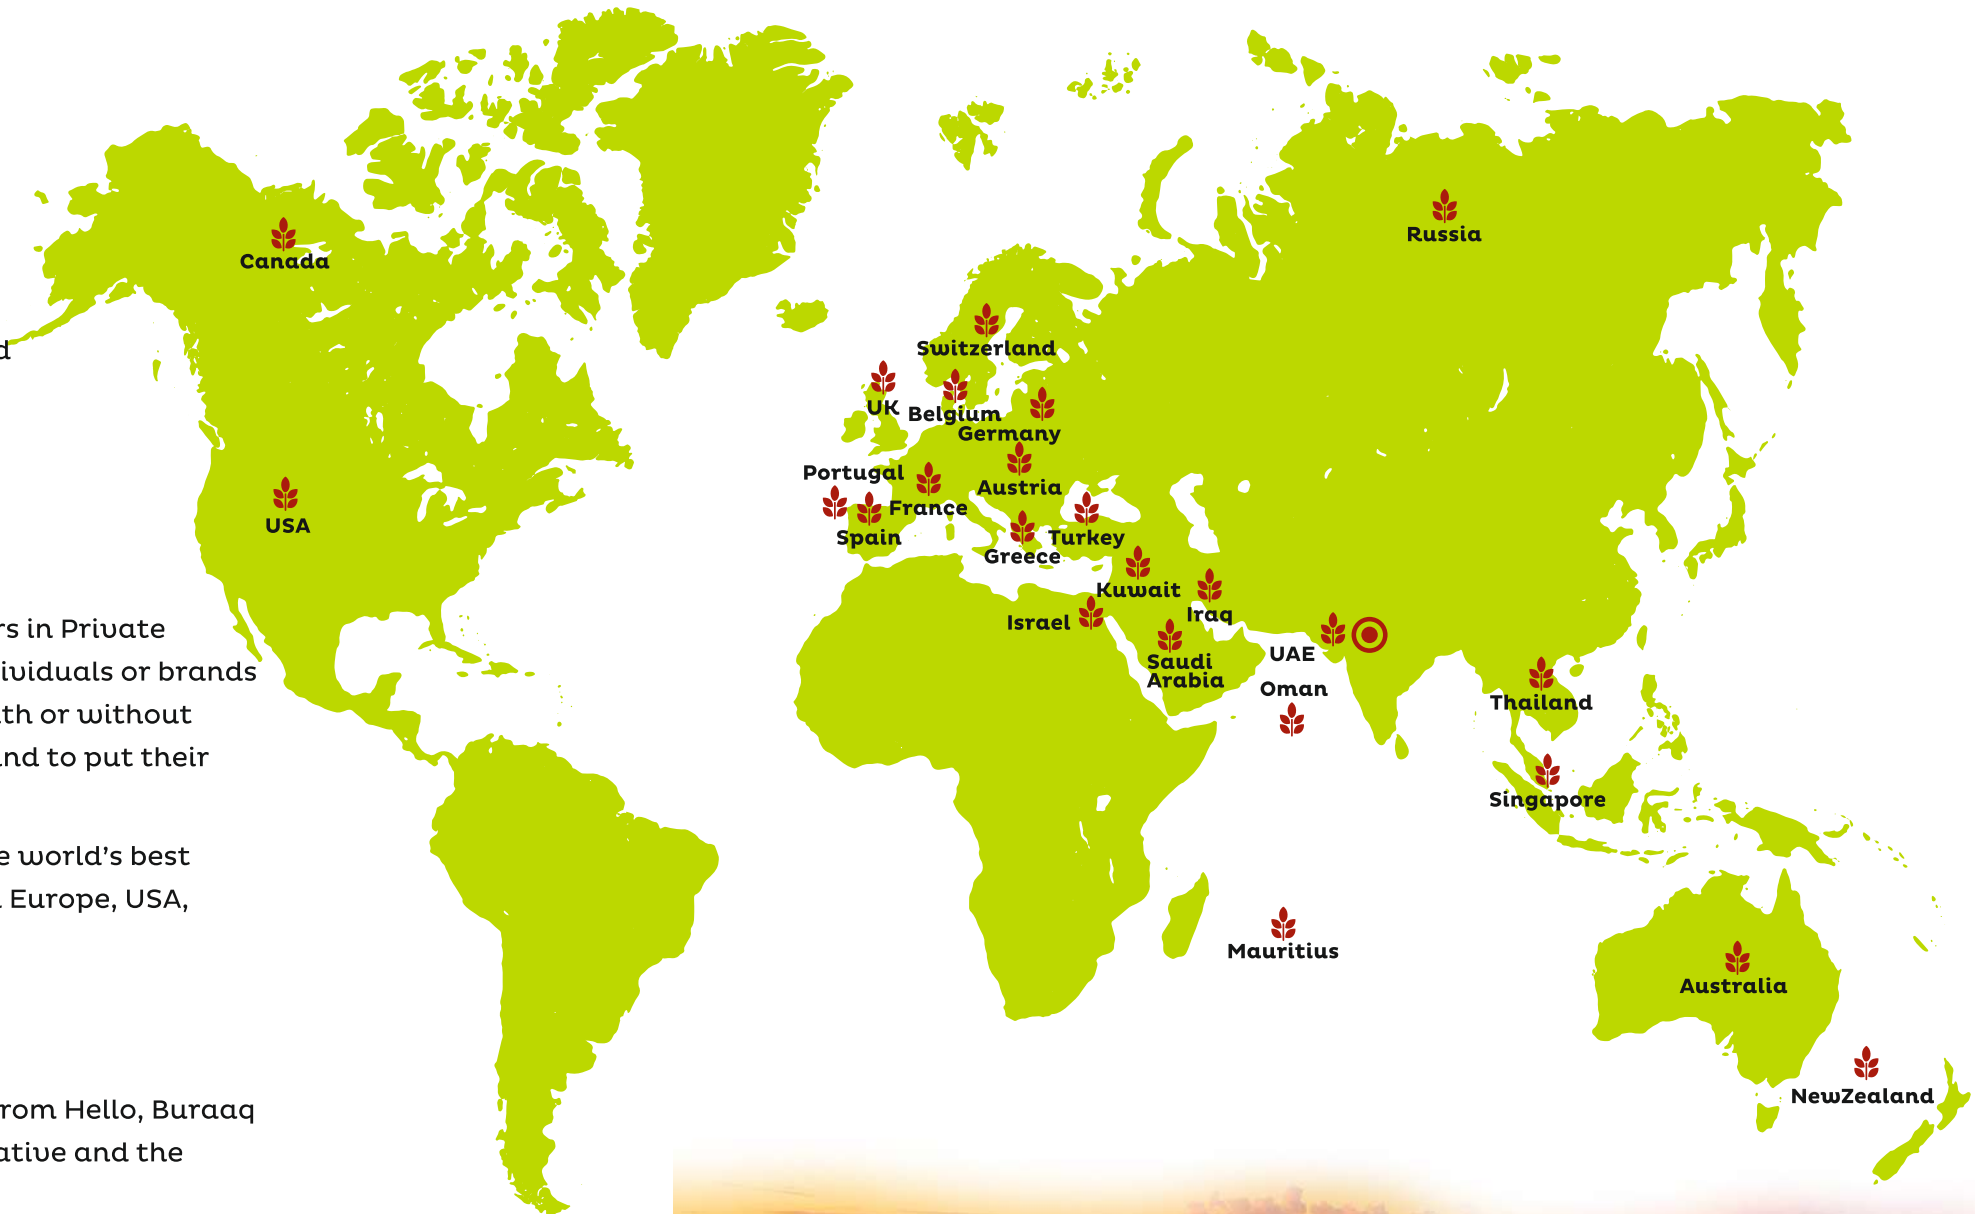 Russia
Canada
Switzerland
d
UK
Belgium
Germany
Portugal
Austria
France
USA
Spain
Turkey
Greece
Kuwait
Iraq
Israel
rs in Private
UAE
Saudi
Arabia
ividuals or brands
Oman
Thailand
th or without
nd to put their
Singapore
e world's best
Europe, USA,
Mauritius
Australia
NewZealand
rom Hello, Buraaq
ative and the